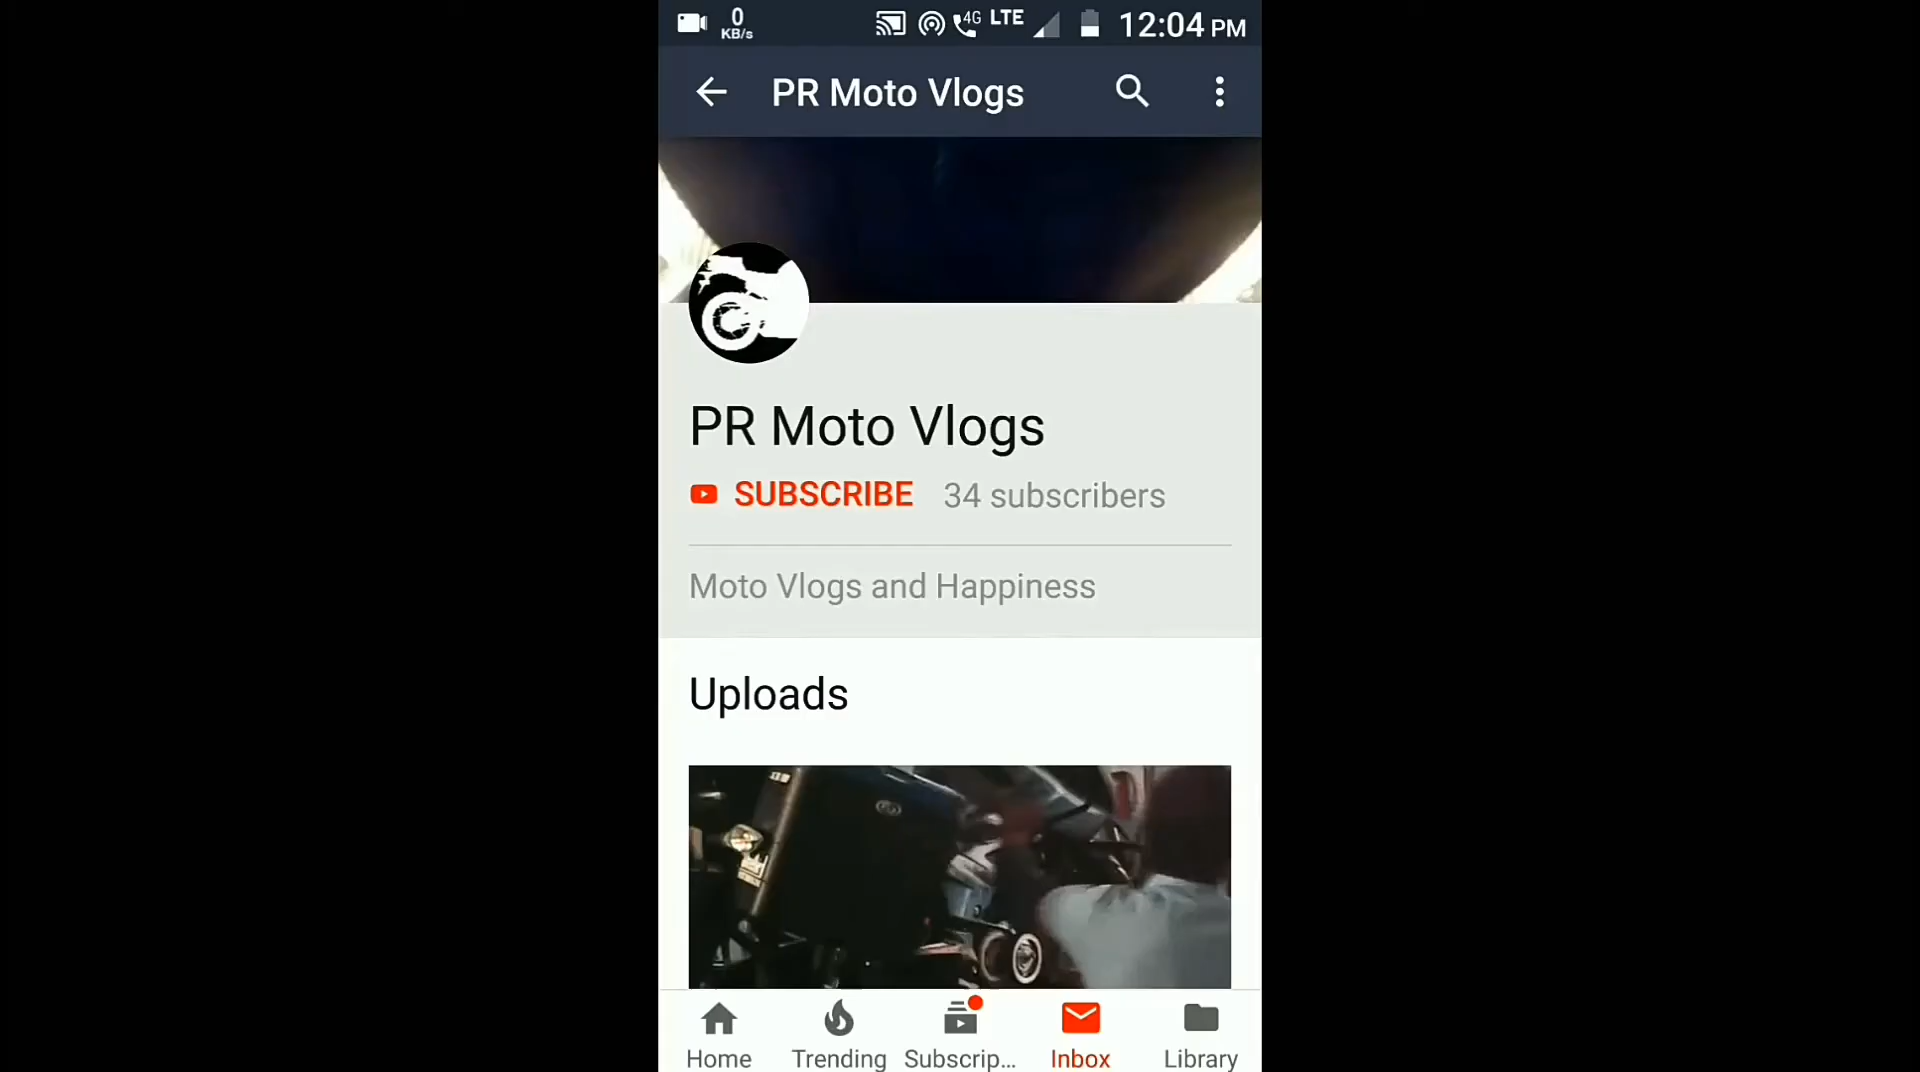 0 KB/s 4G LTE 12:04 PM
PR Moto Vlogs
PR Moto Vlogs
SUBSCRIBE 34 subscribers
Moto Vlogs and Happiness
Uploads
Home Trending Subscrip... Inbox Library